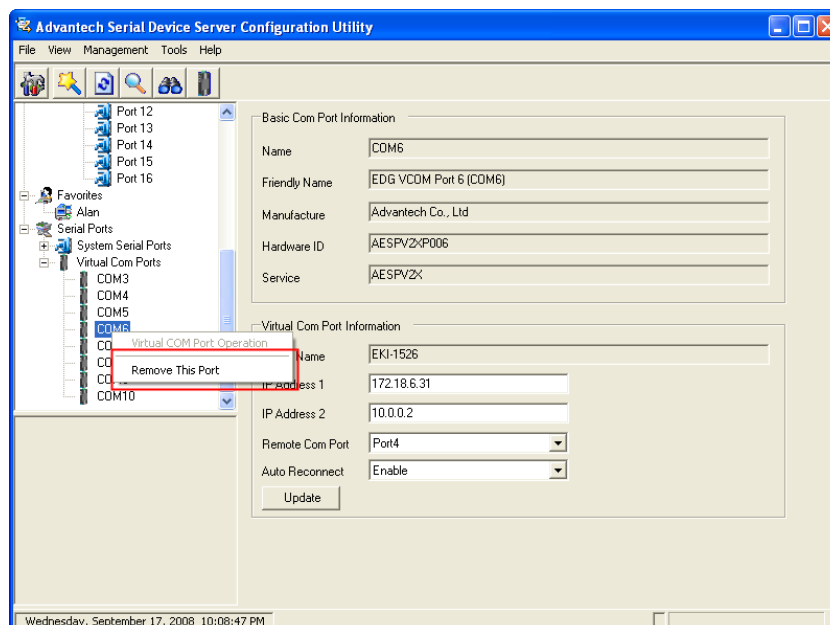 Advantech Serial Device Server Configuration Utility
File View Management Tools Help
Port 12
Port 13
Port 14
Port 15
Port 16
Favorites
Alan
Serial Ports
System Serial Ports
Virtual Com Ports
COM3
COM4
COM5
COM6
COM10
Virtual COM Port Operation
Remove This Port
Basic Com Port Information
Name COM6
Friendly Name EDG VCOM Port 6 (COM6)
Manufacture Advantech Co., Ltd
Hardware ID AESPV2XP006
Service AESPV2X
Virtual Com Port Information
Name EKI-1526
IP Address 1 172.18.6.31
IP Address 2 10.0.0.2
Remote Com Port Port4
Auto Reconnect Enable
Update
Wednesday, September 17, 2008 10:08:47 PM